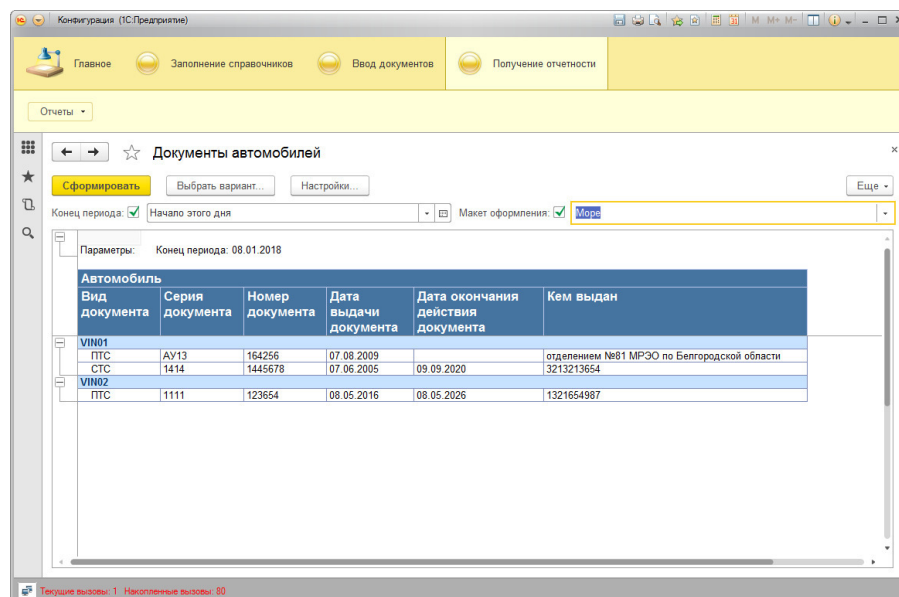 Конфигурация (1С:Предприятие)
M M+ M-
Главное Заполнение справочников Ввод документов Получение отчетности
Отчеты
Документы автомобилей
Сформировать Выбрать вариант... Настройки... Еще
Конец периода: Начало этого дня Макет оформления: Море
Параметры: Конец периода: 08.01.2018
Автомобиль
Вид документа Серия документа Номер документа Дата выдачи документа Дата окончания действия документа Кем выдан
VIN01
ПТС АУ13 164256 07.08.2009 отделением №81 МРЭО по Белгородской области
СТС 1414 1445678 07.06.2005 09.09.2020 3213213654
VIN02
ПТС 1111 123654 08.05.2016 08.05.2026 1321654987
Текущие вызовы: 1 Накопленные вызовы: 80